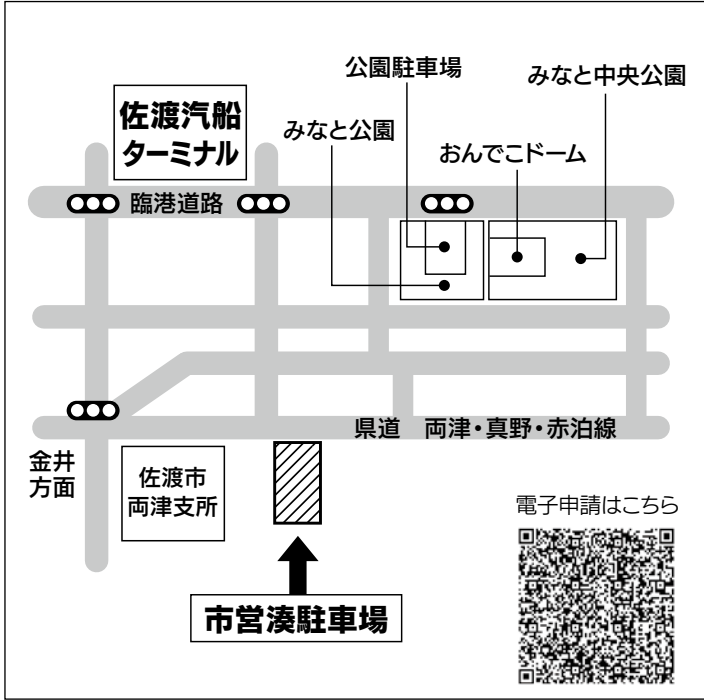 公園駐車場
みなと中央公園
佐渡汽船
ターミナル
みなと公園
おんでこドーム
臨港道路
県道 両津・真野・赤泊線
金井
方面
佐渡市
両津支所
電子申請はこちら
市営湊駐車場